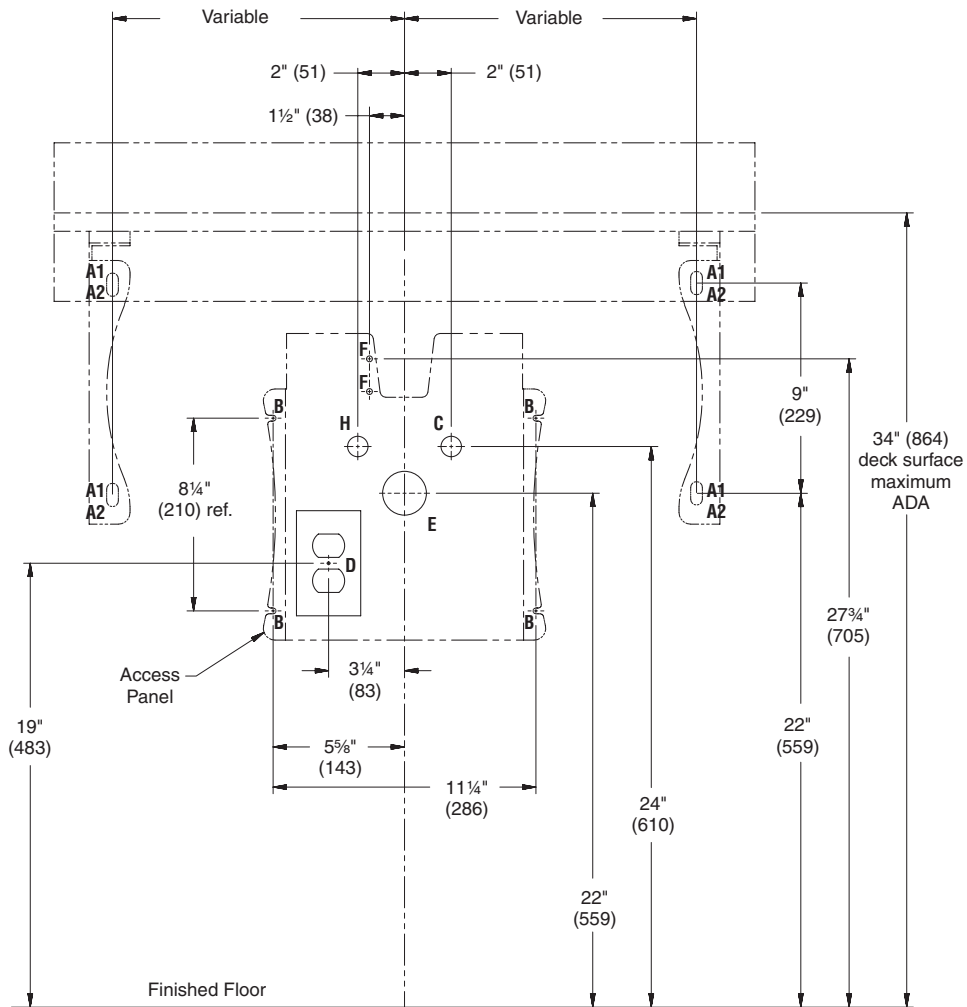 Variable
Variable
2" (51)
2" (51)
1½" (38)
A1
A2
A1
A2
F
F
9"
(229)
B
B
H
C
34" (864)
deck surface
maximum
ADA
8¼"
(210) ref.
A1
A2
A1
A2
E
D
B
B
27¾"
(705)
Access
Panel
3¼"
(83)
19"
(483)
5⅝"
(143)
22"
(559)
11¼"
(286)
24"
(610)
22"
(559)
Finished Floor